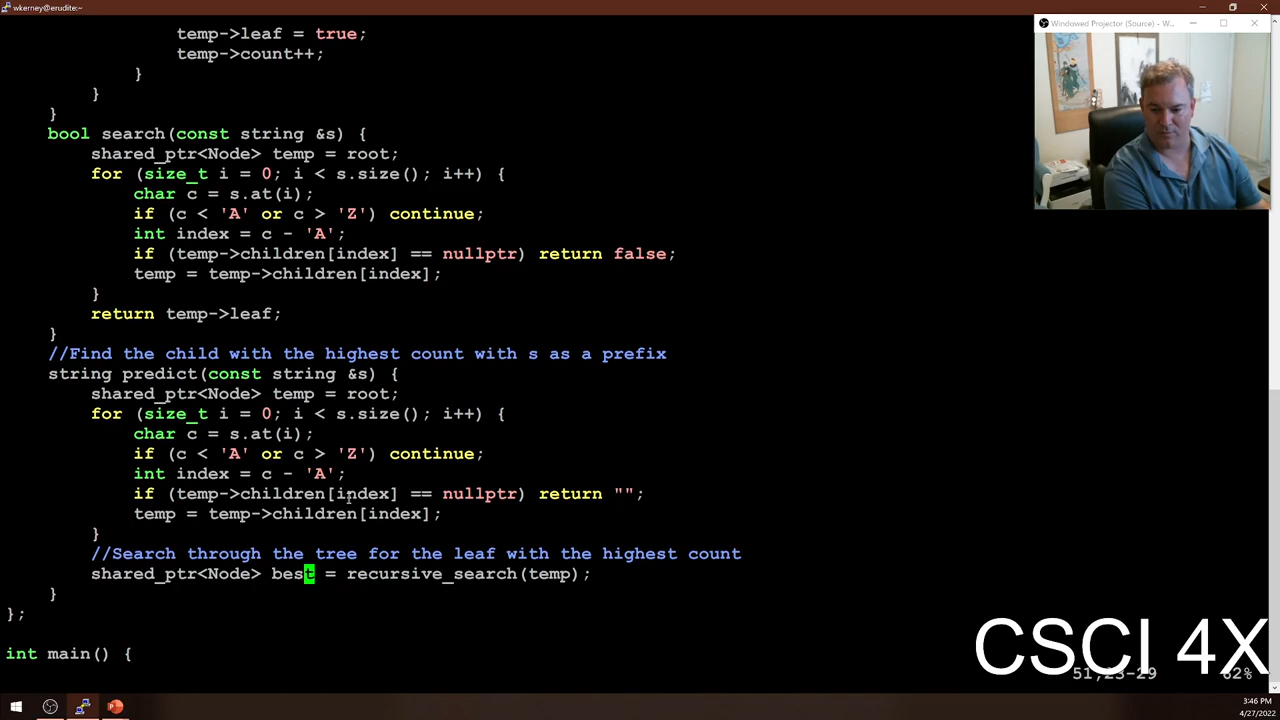 wkerney@erudite:~
Windowed Projector (Source) - W...
temp->leaf = true;
temp->count++;
}
}
}
bool search(const string &s) {
shared_ptr<Node> temp = root;
for (size_t i = 0; i < s.size(); i++) {
char c = s.at(i);
if (c < 'A' or c > 'Z') continue;
int index = c - 'A';
if (temp->children[index] == nullptr) return false;
temp = temp->children[index];
}
return temp->leaf;
}
//Find the child with the highest count with s as a prefix
string predict(const string &s) {
shared_ptr<Node> temp = root;
for (size_t i = 0; i < s.size(); i++) {
char c = s.at(i);
if (c < 'A' or c > 'Z') continue;
int index = c - 'A';
if (temp->children[index] == nullptr) return "";
temp = temp->children[index];
}
//Search through the tree for the leaf with the highest count
shared_ptr<Node> best = recursive_search(temp);
}
};
int main() {
CSCI 4X
51,23-29 62%
3:46 PM
4/27/2022